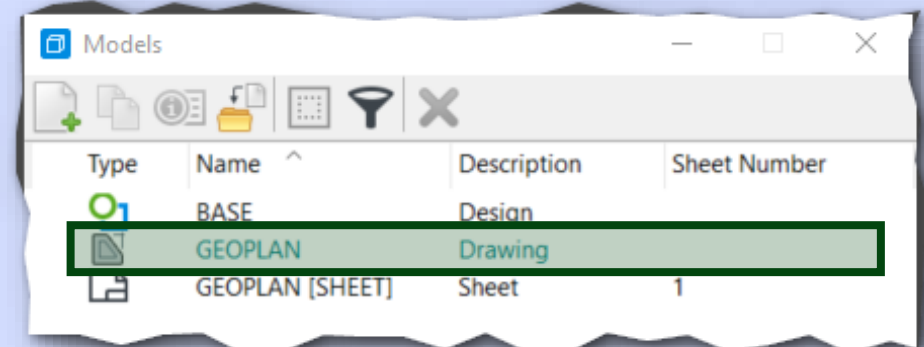 Models
Type Name Description Sheet Number
BASE Design
GEOPLAN Drawing
GEOPLAN [SHEET] Sheet 1